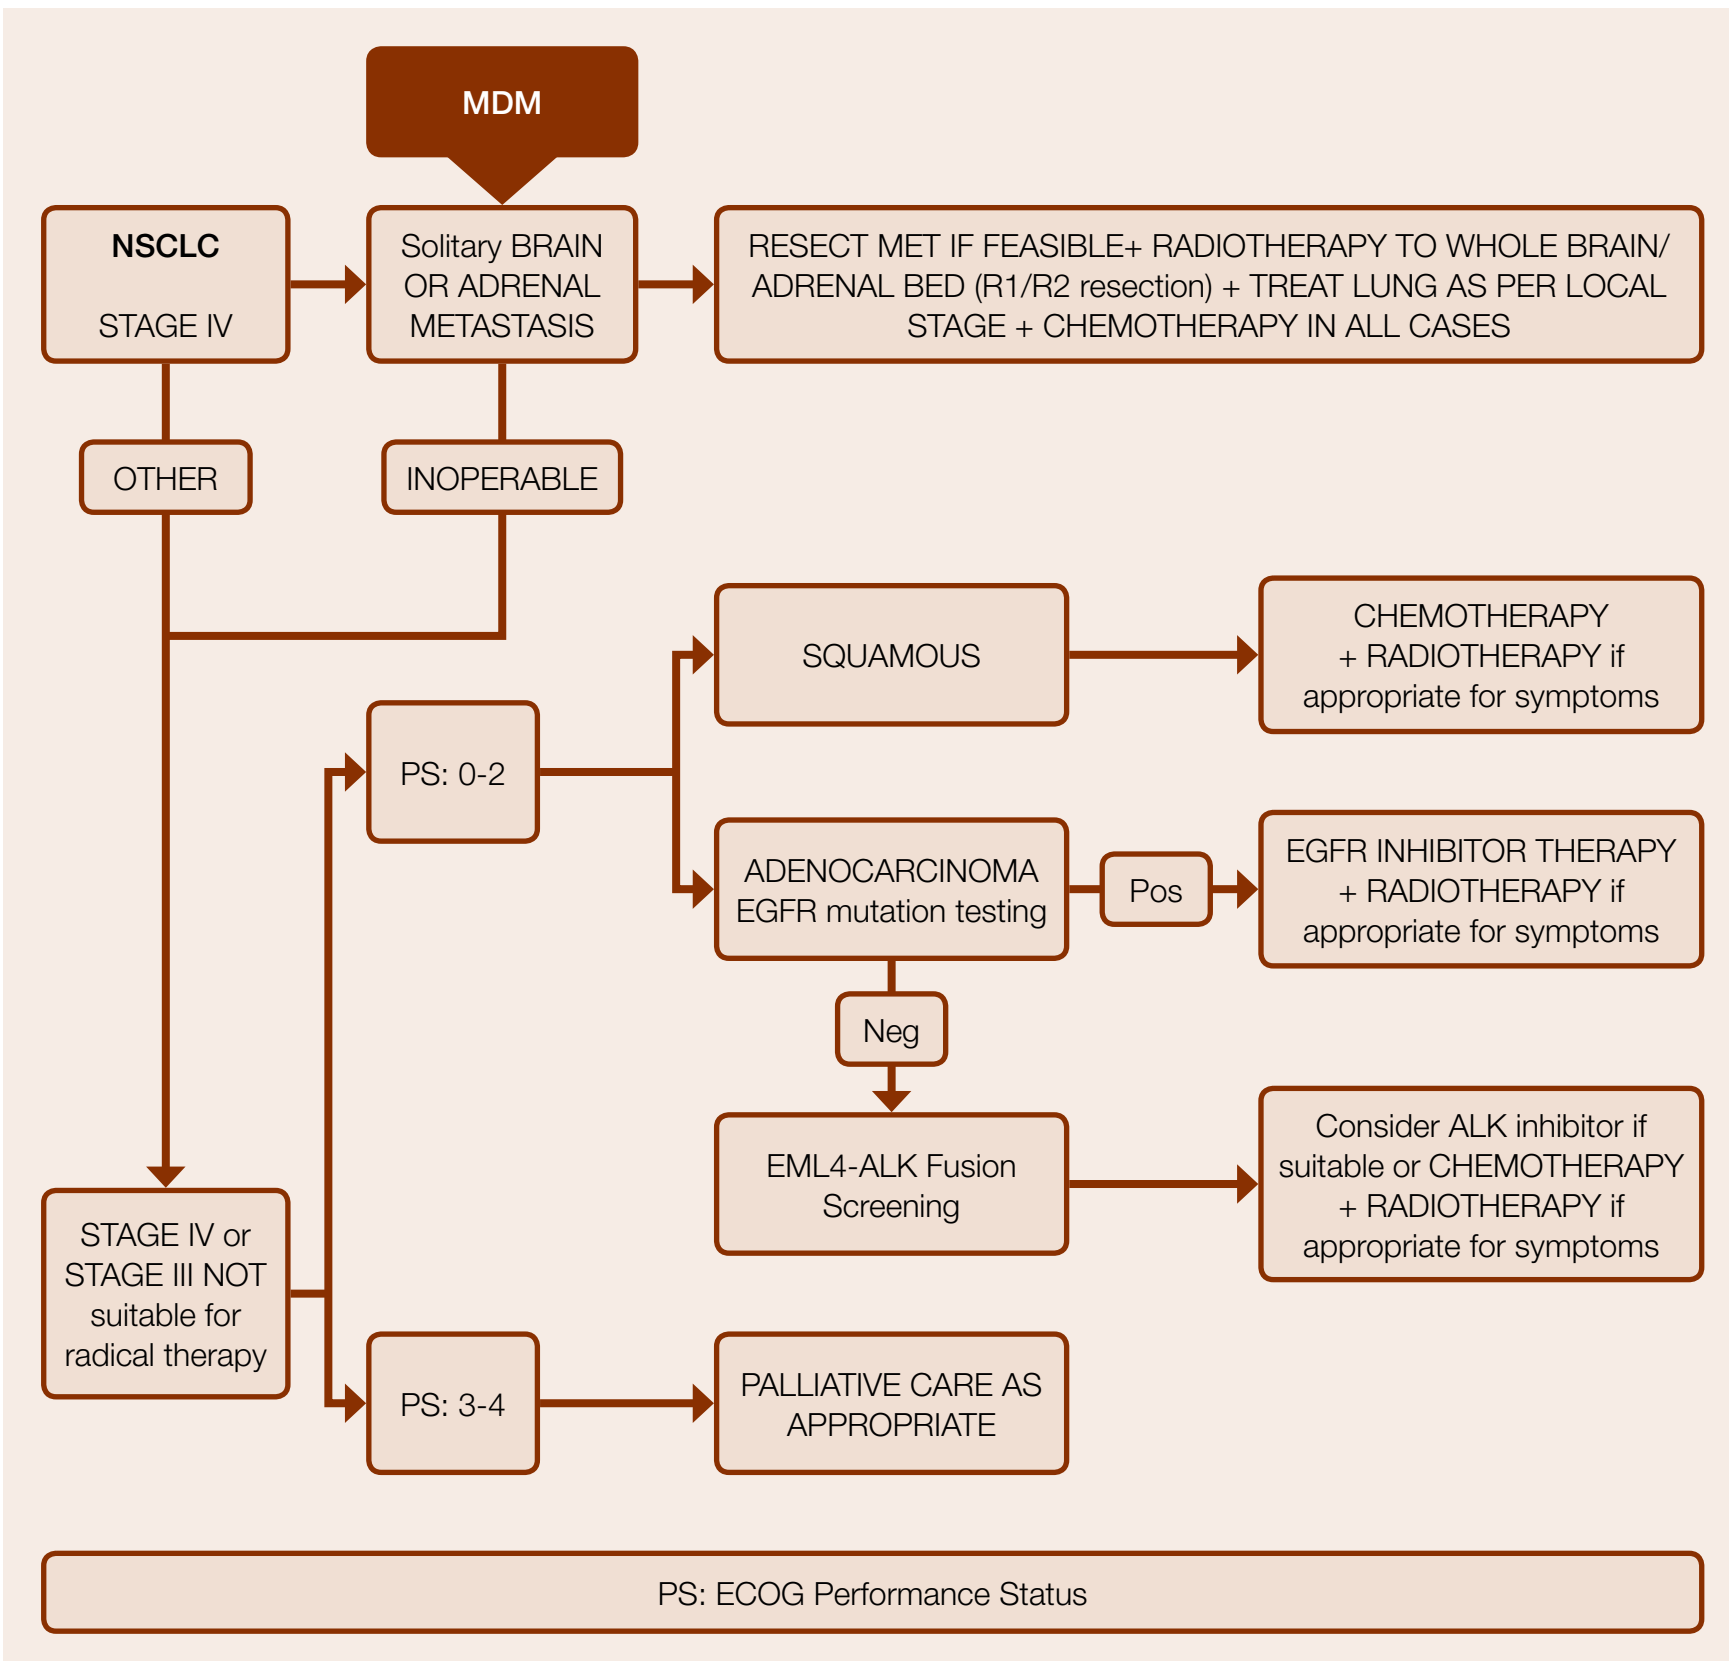 MDM
NSCLC
STAGE IV
Solitary BRAIN
OR ADRENAL
METASTASIS
RESECT MET IF FEASIBLE+ RADIOTHERAPY TO WHOLE BRAIN/
ADRENAL BED (R1/R2 resection) + TREAT LUNG AS PER LOCAL
STAGE + CHEMOTHERAPY IN ALL CASES
OTHER
INOPERABLE
SQUAMOUS
CHEMOTHERAPY
+ RADIOTHERAPY if
appropriate for symptoms
PS: 0-2
ADENOCARCINOMA
EGFR mutation testing
Pos
EGFR INHIBITOR THERAPY
+ RADIOTHERAPY if
appropriate for symptoms
Neg
EML4-ALK Fusion
Screening
Consider ALK inhibitor if
suitable or CHEMOTHERAPY
+ RADIOTHERAPY if
appropriate for symptoms
STAGE IV or
STAGE III NOT
suitable for
radical therapy
PS: 3-4
PALLIATIVE CARE AS
APPROPRIATE
PS: ECOG Performance Status